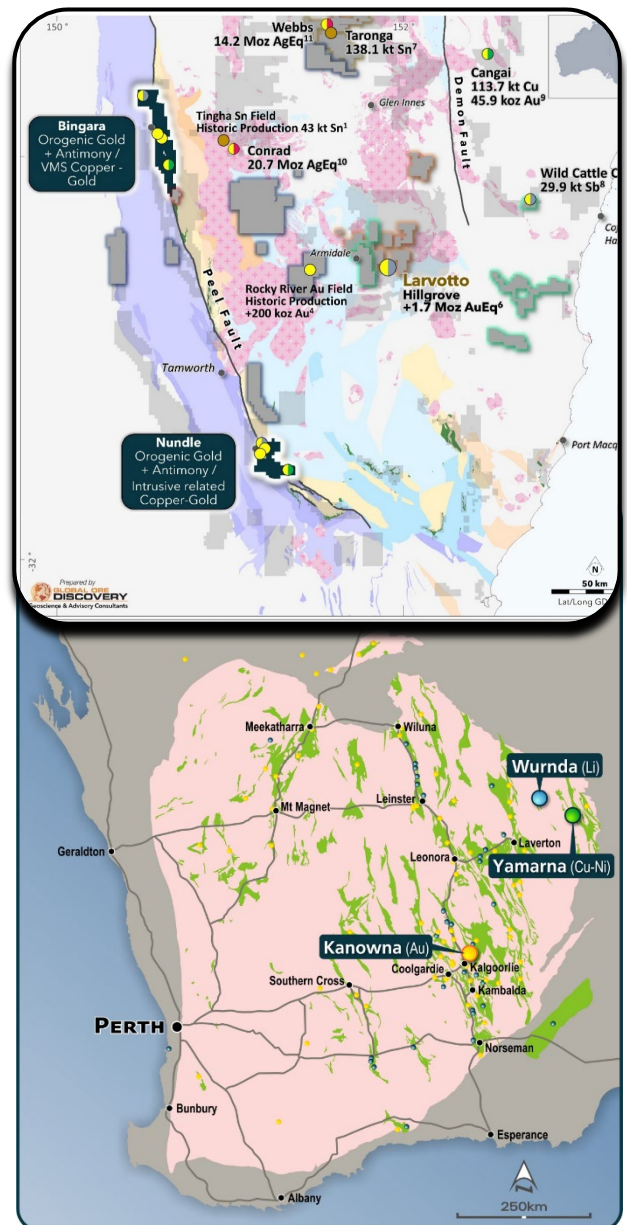 150°
152°
Webbs
14.2 Moz AgEq11
Taronga
138.1 kt Sn7
Cangai
113.7 kt Cu
45.9 koz Au9
Demon Fault
Glen Innes
Bingara
Orogenic Gold
+ Antimony /
VMS Copper -
Gold
Tingha Sn Field
Historic Production 43 kt Sn1
Conrad
20.7 Moz AgEq10
Wild Cattle C
29.9 kt Sb8
Armidale
Larvotto
Hillgrove
+1.7 Moz AuEq6
Rocky River Au Field
Historic Production
+200 koz Au4
Peel Fault
Tamworth
Nundle
Orogenic Gold
+ Antimony /
Intrusive related
Copper-Gold
Port Macq
-32°
Prepared by
GLOBAL ORE
DISCOVERY
Geoscience & Advisory Consultants
N
50 km
Lat/Long GD
Meekatharra
Wiluna
Wurnda (Li)
Leinster
Mt Magnet
Laverton
Geraldton
Leonora
Yamarna (Cu-Ni)
Kanowna (Au)
Coolgardie
Kalgoorlie
Southern Cross
Kambalda
PERTH
Norseman
Bunbury
Esperance
Albany
N
250km